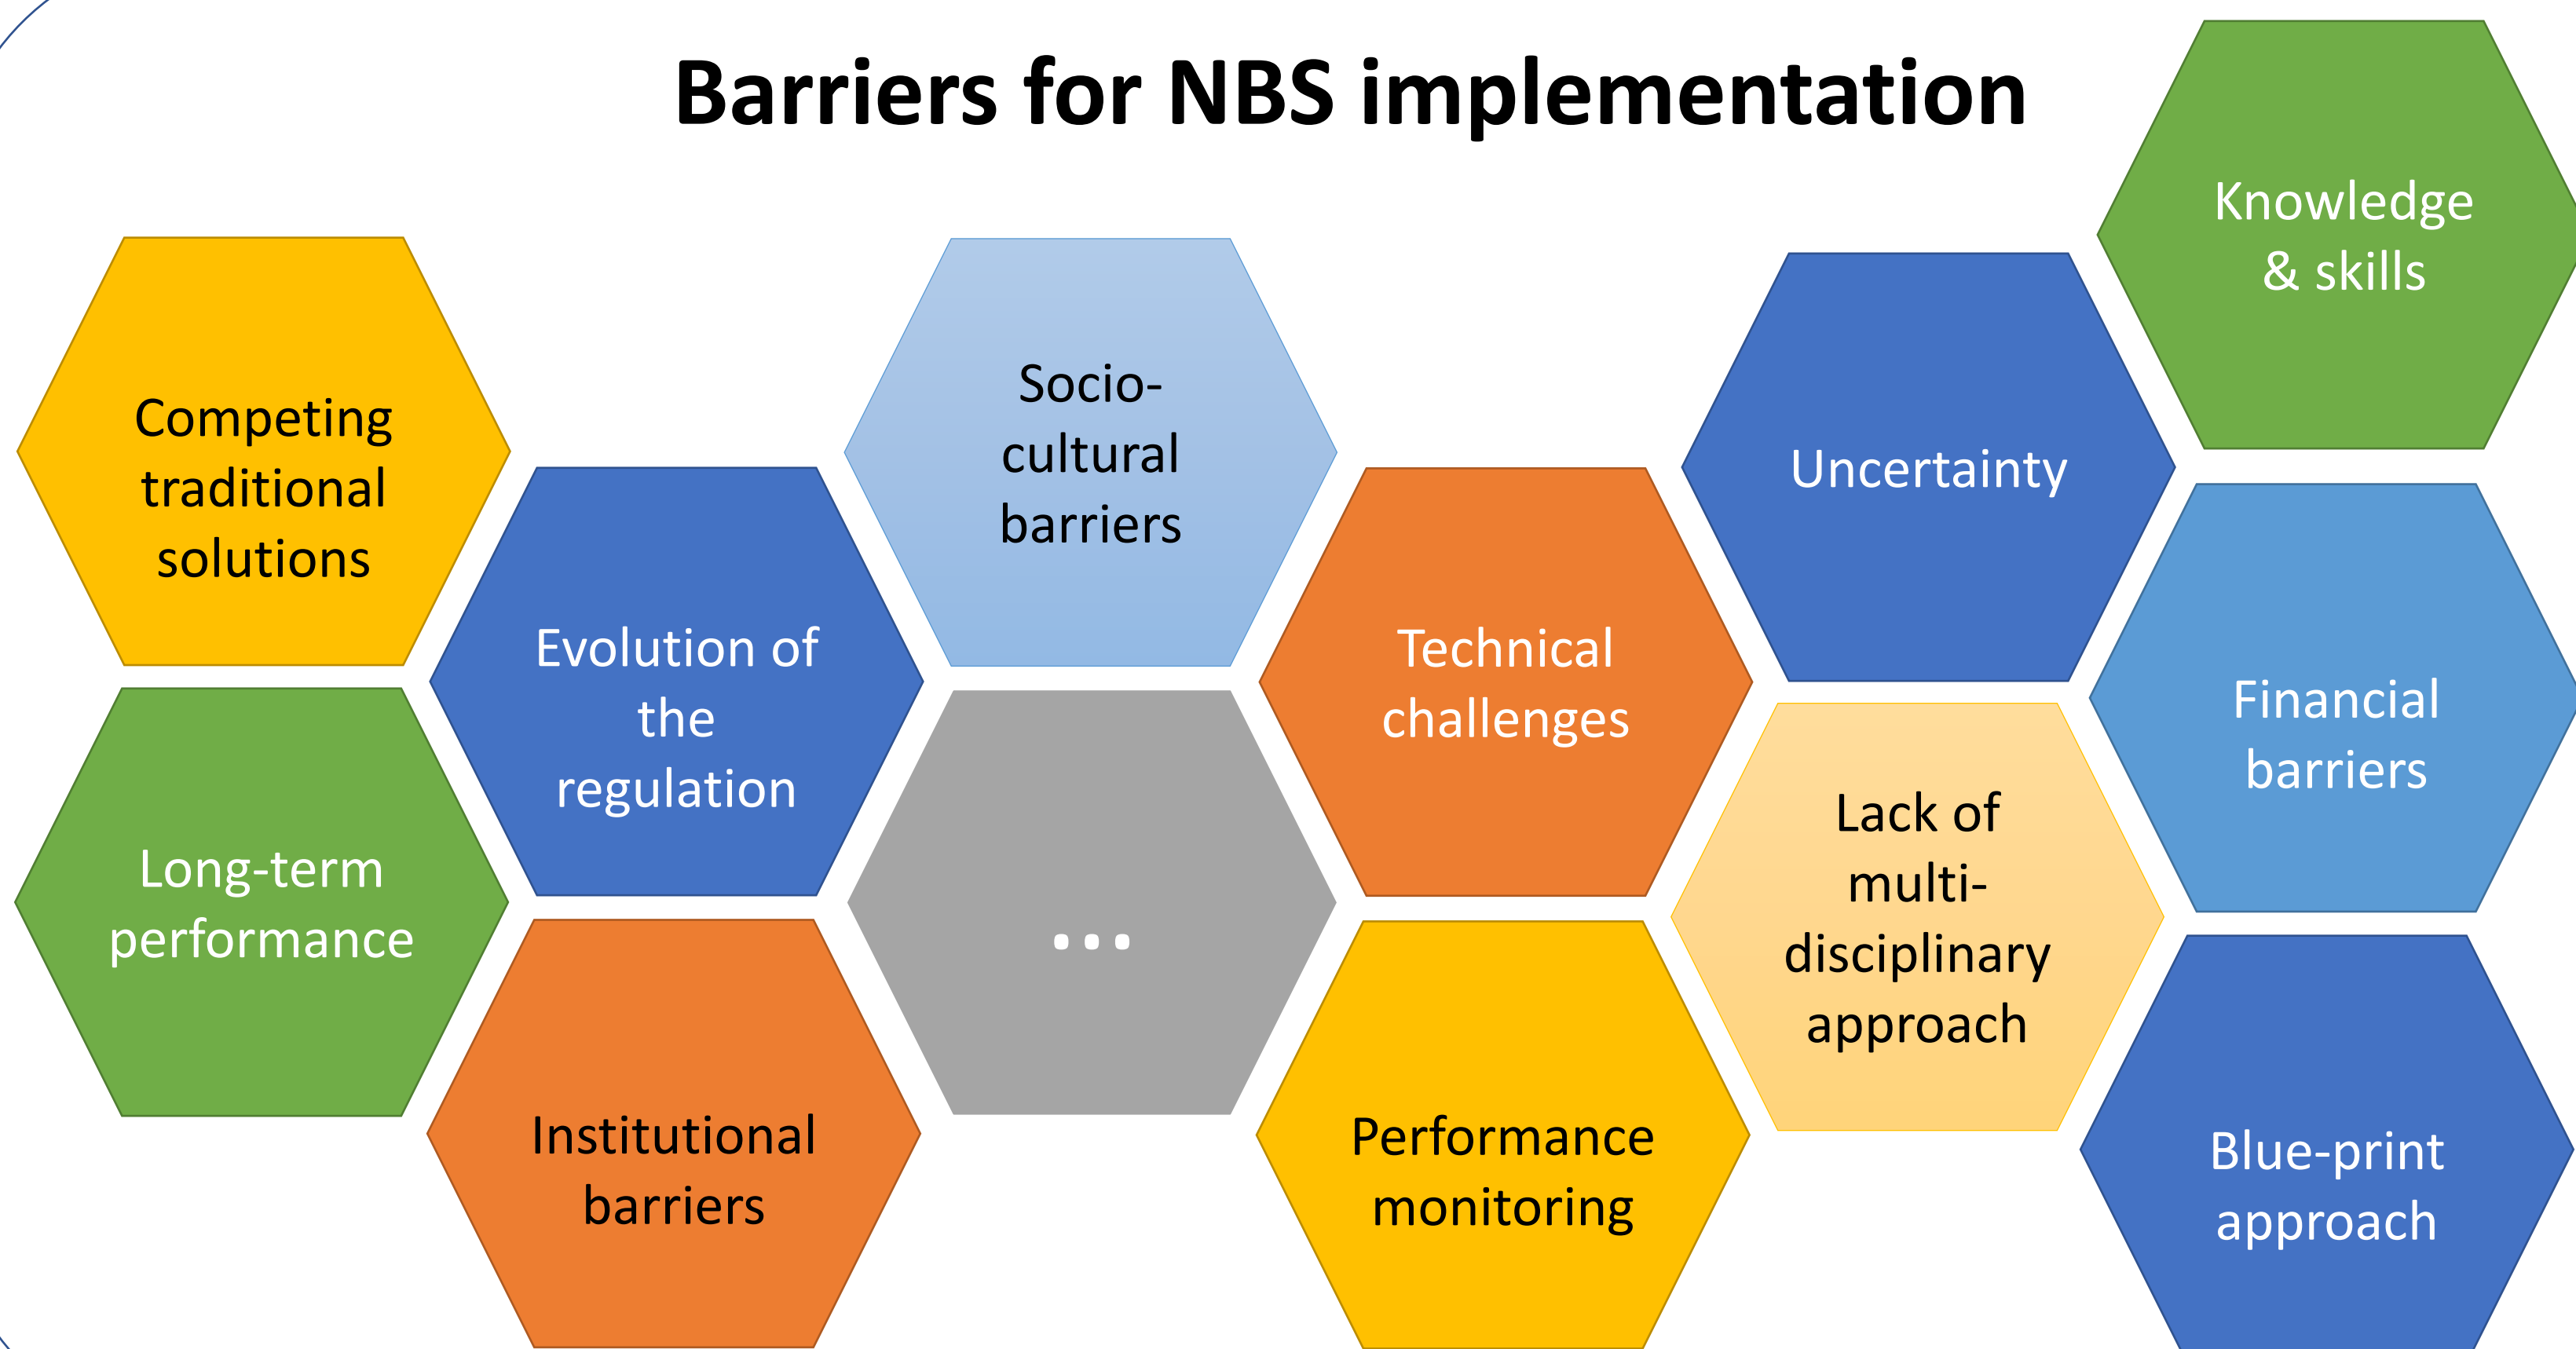 Barriers for NBS implementation
Knowledge
& skills
Competing
traditional
solutions
Socio-
cultural
barriers
Uncertainty
Evolution of
the
regulation
Technical
challenges
Financial
barriers
Long-term
performance
...
Lack of
multi-
disciplinary
approach
Institutional
barriers
Performance
monitoring
Blue-print
approach